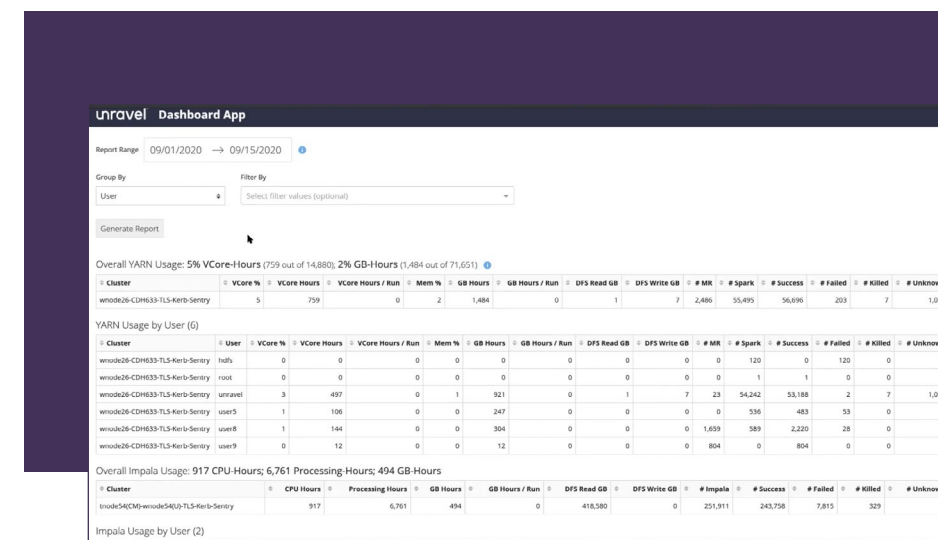 unravel Dashboard App
Report Range 09/01/2020 → 09/15/2020
Group By Filter By
User Select filter values (optional)
Generate Report
Overall YARN Usage: 5% VCore-Hours (759 out of 14,880); 2% GB-Hours (1,484 out of 71,651)
Cluster VCore % VCore Hours VCore Hours / Run Mem % GB Hours GB Hours / Run DFS Read GB DFS Write GB # MR # Spark # Success # Failed # Killed # Unknow
wnode26-CDH633-TLS-Kerb-Sentry 5 759 0 2 1,484 0 1 7 2,486 55,495 56,696 203 7 1,0
YARN Usage by User (6)
Cluster User VCore % VCore Hours VCore Hours / Run Mem % GB Hours GB Hours / Run DFS Read GB DFS Write GB # MR # Spark # Success # Failed # Killed # Unknow
wnode26-CDH633-TLS-Kerb-Sentry hdfs 0 0 0 0 0 0 0 0 0 120 0 120 0
wnode26-CDH633-TLS-Kerb-Sentry root 0 0 0 0 0 0 0 0 0 1 1 0 0
wnode26-CDH633-TLS-Kerb-Sentry unravel 3 497 0 1 921 0 1 7 23 54,242 53,188 2 7 1,0
wnode26-CDH633-TLS-Kerb-Sentry user5 1 106 0 0 247 0 0 0 0 536 483 53 0
wnode26-CDH633-TLS-Kerb-Sentry user8 1 144 0 0 304 0 0 0 1,659 589 2,220 28 0
wnode26-CDH633-TLS-Kerb-Sentry user9 0 12 0 0 12 0 0 0 804 0 804 0 0
Overall Impala Usage: 917 CPU-Hours; 6,761 Processing-Hours; 494 GB-Hours
Cluster CPU Hours Processing Hours GB Hours GB Hours / Run DFS Read GB DFS Write GB # Impala # Success # Failed # Killed # Unknow
tnode54(CM)-wnode54(U)-TLS-Kerb-Sentry 917 6,761 494 0 418,580 0 251,911 243,758 7,815 329
Impala Usage by User (2)